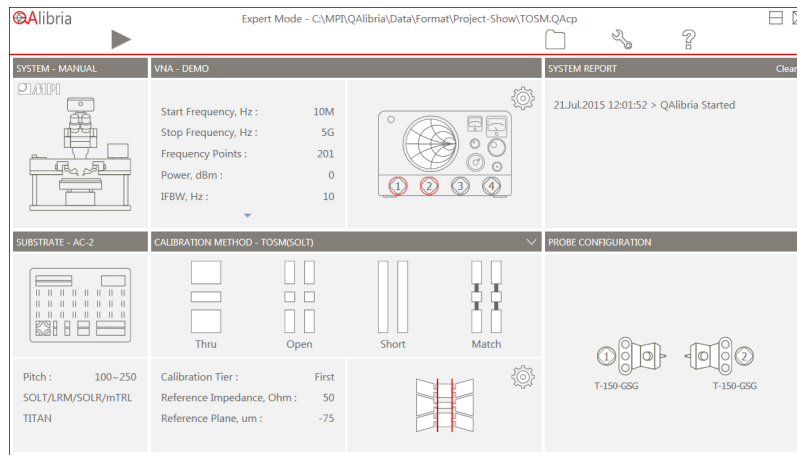 QAlibria
Expert Mode - C:\MPI\QAlibria\Data\Format\Project-Show\TOSM.QAcp
SYSTEM - MANUAL
VNA - DEMO
SYSTEM REPORT
Clear
MPI
Start Frequency, Hz : 10M
Stop Frequency, Hz : 5G
Frequency Points : 201
Power, dBm : 0
IFBW, Hz : 10
1 2 3 4
21.Jul.2015 12:01:52 > QAlibria Started
SUBSTRATE - AC-2
CALIBRATION METHOD - TOSM(SOLT)
PROBE CONFIGURATION
Thru
Open
Short
Match
1
2
T-150-GSG
T-150-GSG
Pitch : 100~250
SOLT/LRM/SOLR/mTRL
TITAN
Calibration Tier : First
Reference Impedance, Ohm : 50
Reference Plane, um : -75